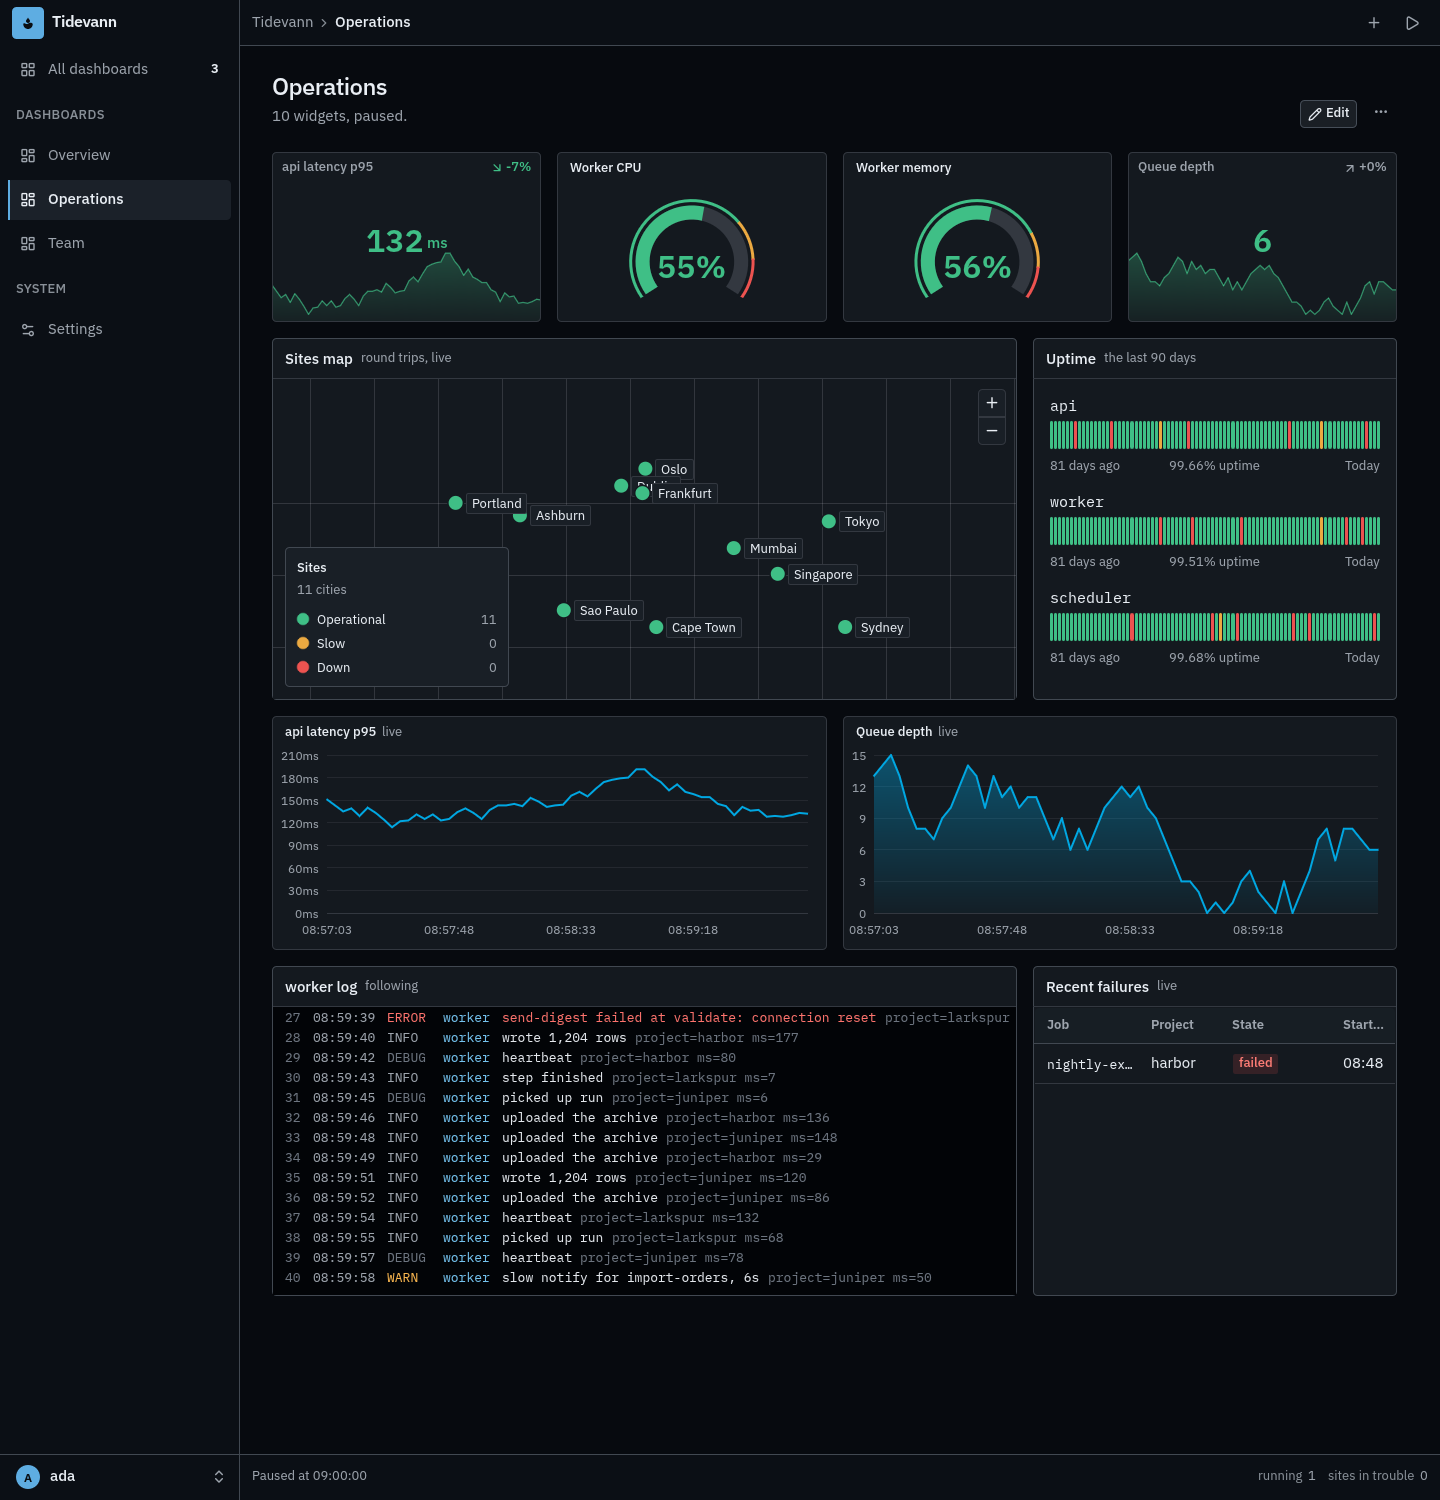 Tidevann
All dashboards 3
DASHBOARDS
Overview
Operations
Team
SYSTEM
Settings
ada
A
Tidevann > Operations
Operations
10 widgets, paused.
Edit
api latency p95 -7%
132 ms
Worker CPU
55%
Worker memory
56%
Queue depth +0%
6
Sites map round trips, live
+
−
Oslo
Frankfurt
Portland
Ashburn
Tokyo
Mumbai
Singapore
Sao Paulo
Cape Town
Sydney
Sites
11 cities
Operational 11
Slow 0
Down 0
Uptime the last 90 days
api
81 days ago 99.66% uptime Today
worker
81 days ago 99.51% uptime Today
scheduler
81 days ago 99.68% uptime Today
api latency p95 live
210ms
180ms
150ms
120ms
90ms
60ms
30ms
0ms
08:57:03 08:57:48 08:58:33 08:59:18
Queue depth live
15
12
9
6
3
0
08:57:03 08:57:48 08:58:33 08:59:18
worker log following
27 08:59:39 ERROR worker send-digest failed at validate: connection reset project=larkspur
28 08:59:40 INFO worker wrote 1,204 rows project=harbor ms=177
29 08:59:42 DEBUG worker heartbeat project=harbor ms=80
30 08:59:43 INFO worker step finished project=larkspur ms=7
31 08:59:45 DEBUG worker picked up run project=juniper ms=6
32 08:59:46 INFO worker uploaded the archive project=harbor ms=136
33 08:59:48 INFO worker uploaded the archive project=juniper ms=148
34 08:59:49 INFO worker uploaded the archive project=harbor ms=29
35 08:59:51 INFO worker wrote 1,204 rows project=juniper ms=120
36 08:59:52 INFO worker uploaded the archive project=juniper ms=86
37 08:59:54 INFO worker heartbeat project=larkspur ms=132
38 08:59:55 INFO worker picked up run project=larkspur ms=68
39 08:59:57 DEBUG worker heartbeat project=juniper ms=78
40 08:59:58 WARN worker slow notify for import-orders, 6s project=juniper ms=50
Recent failures live
Job Project State Start…
nightly-ex… harbor failed 08:48
Paused at 09:00:00
running 1 sites in trouble 0